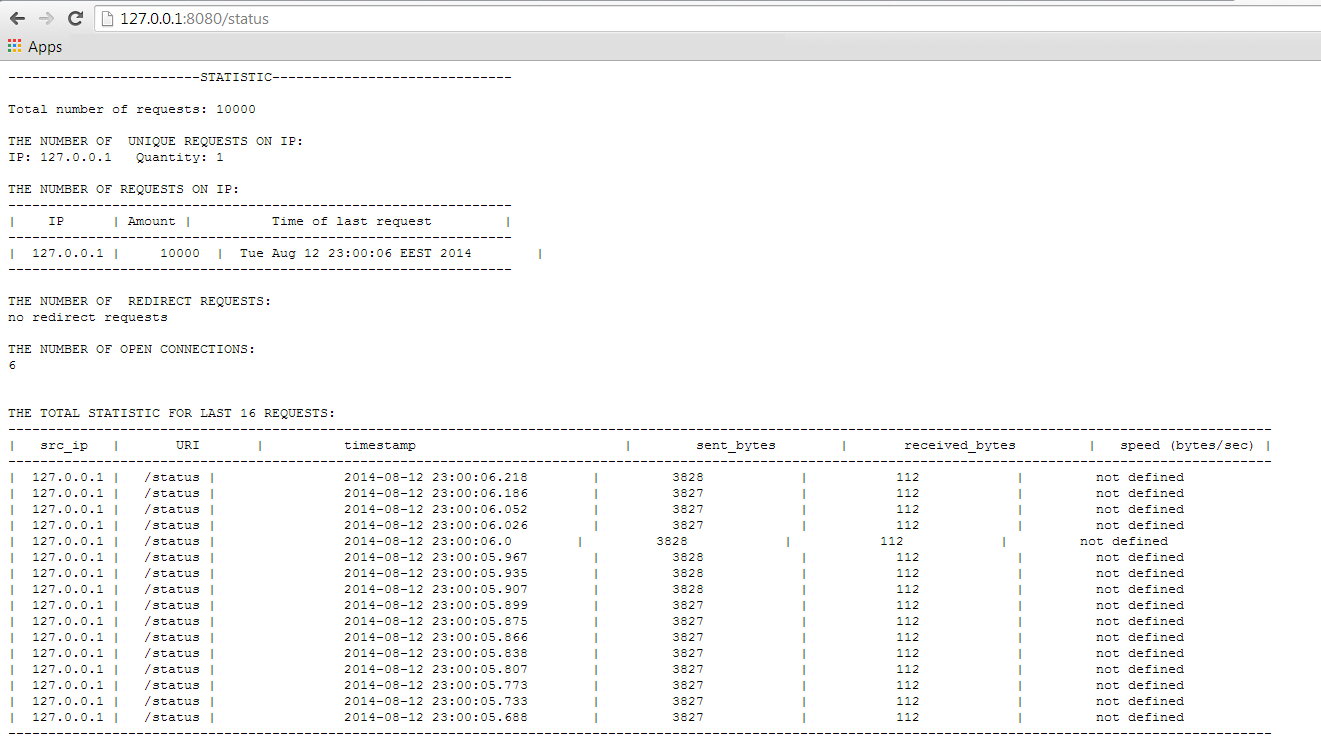 127.0.0.1:8080/status
Apps
------------------------STATISTIC------------------------------
Total number of requests: 10000
THE NUMBER OF  UNIQUE REQUESTS ON IP:
IP: 127.0.0.1   Quantity: 1
THE NUMBER OF REQUESTS ON IP:
---------------------------------------------------------------
|    IP      | Amount |          Time of last request         |
---------------------------------------------------------------
|  127.0.0.1 |     10000  |  Tue Aug 12 23:00:06 EEST 2014        |
---------------------------------------------------------------
THE NUMBER OF  REDIRECT REQUESTS:
no redirect requests
THE NUMBER OF OPEN CONNECTIONS:
6
THE TOTAL STATISTIC FOR LAST 16 REQUESTS:
--------------------------------------------------------------------------------------------------------------------------------------------------------------
|   src_ip   |       URI       |          timestamp                          |        sent_bytes        |       received_bytes         |   speed (bytes/sec) |
--------------------------------------------------------------------------------------------------------------------------------------------------------------
|  127.0.0.1 |   /status |                2014-08-12 23:00:06.218        |         3828            |           112            |         not defined
|  127.0.0.1 |   /status |                2014-08-12 23:00:06.186        |         3827            |           112            |         not defined
|  127.0.0.1 |   /status |                2014-08-12 23:00:06.052        |         3827            |           112            |         not defined
|  127.0.0.1 |   /status |                2014-08-12 23:00:06.026        |         3827            |           112            |         not defined
|  127.0.0.1 |   /status |                2014-08-12 23:00:06.0        |         3828            |           112            |         not defined
|  127.0.0.1 |   /status |                2014-08-12 23:00:05.967        |         3828            |           112            |         not defined
|  127.0.0.1 |   /status |                2014-08-12 23:00:05.935        |         3828            |           112            |         not defined
|  127.0.0.1 |   /status |                2014-08-12 23:00:05.907        |         3828            |           112            |         not defined
|  127.0.0.1 |   /status |                2014-08-12 23:00:05.899        |         3827            |           112            |         not defined
|  127.0.0.1 |   /status |                2014-08-12 23:00:05.875        |         3827            |           112            |         not defined
|  127.0.0.1 |   /status |                2014-08-12 23:00:05.866        |         3827            |           112            |         not defined
|  127.0.0.1 |   /status |                2014-08-12 23:00:05.838        |         3827            |           112            |         not defined
|  127.0.0.1 |   /status |                2014-08-12 23:00:05.807        |         3827            |           112            |         not defined
|  127.0.0.1 |   /status |                2014-08-12 23:00:05.773        |         3827            |           112            |         not defined
|  127.0.0.1 |   /status |                2014-08-12 23:00:05.733        |         3827            |           112            |         not defined
|  127.0.0.1 |   /status |                2014-08-12 23:00:05.688        |         3827            |           112            |         not defined
--------------------------------------------------------------------------------------------------------------------------------------------------------------